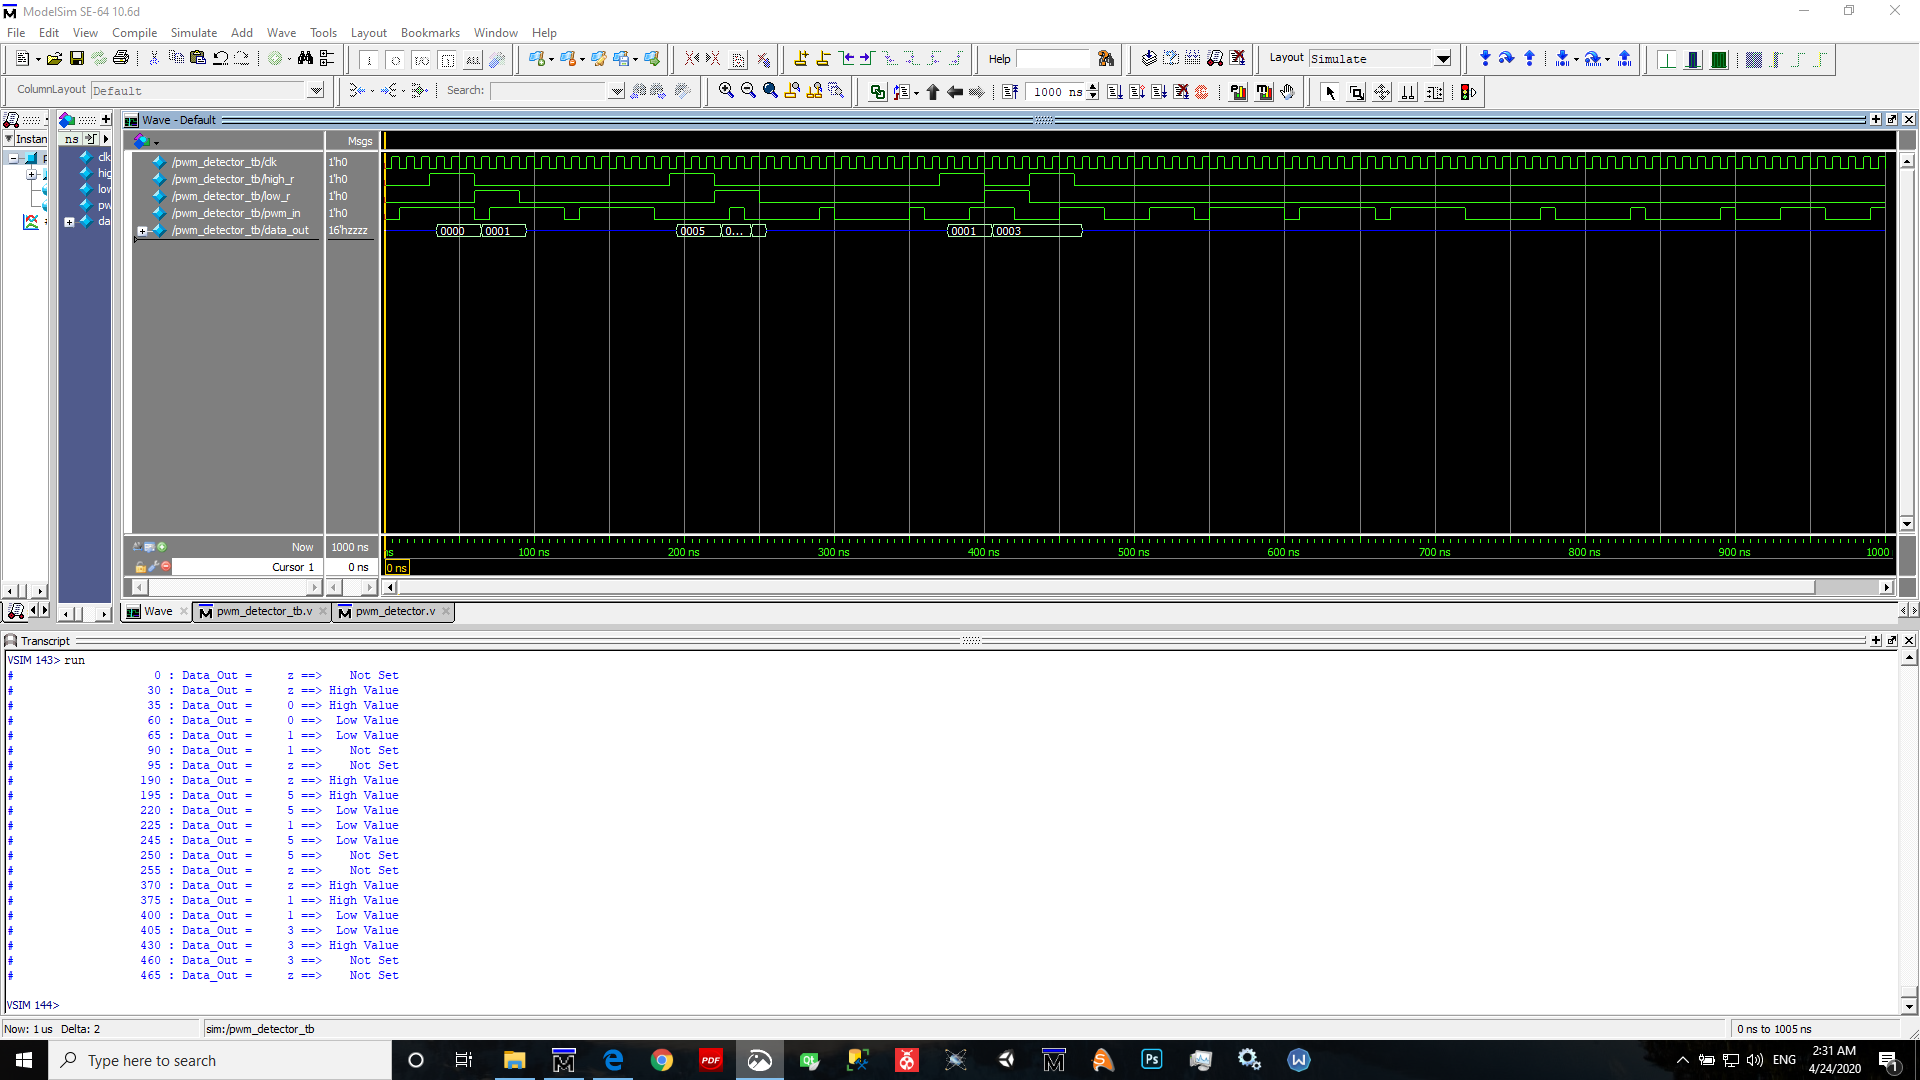 ModelSim SE-64 10.6d
File Edit View Compile Simulate Add Wave Tools Layout Bookmarks Window Help
Help Layout Simulate
ColumnLayout Default Search: 1000 ns
Wave - Default
Instan ns
Msgs
/pwm_detector_tb/clk 1'h0
/pwm_detector_tb/high_r 1'h0
/pwm_detector_tb/low_r 1'h0
/pwm_detector_tb/pwm_in 1'h0
/pwm_detector_tb/data_out 16'hzzzz 0000 0001 0005 0... 0001 0003
clk
hig
low
pw
da
Now 1000 ns ns 100 ns 200 ns 300 ns 400 ns 500 ns 600 ns 700 ns 800 ns 900 ns 1000
Cursor 1 0 ns 0 ns
Wave pwm_detector_tb.v pwm_detector.v
Transcript
VSIM 143> run
# 0 : Data_Out = z ==> Not Set
# 30 : Data_Out = z ==> High Value
# 35 : Data_Out = 0 ==> High Value
# 60 : Data_Out = 0 ==> Low Value
# 65 : Data_Out = 1 ==> Low Value
# 90 : Data_Out = 1 ==> Not Set
# 95 : Data_Out = z ==> Not Set
# 190 : Data_Out = z ==> High Value
# 195 : Data_Out = 5 ==> High Value
# 220 : Data_Out = 5 ==> Low Value
# 225 : Data_Out = 1 ==> Low Value
# 245 : Data_Out = 5 ==> Low Value
# 250 : Data_Out = 5 ==> Not Set
# 255 : Data_Out = z ==> Not Set
# 370 : Data_Out = z ==> High Value
# 375 : Data_Out = 1 ==> High Value
# 400 : Data_Out = 1 ==> Low Value
# 405 : Data_Out = 3 ==> Low Value
# 430 : Data_Out = 3 ==> High Value
# 460 : Data_Out = 3 ==> Not Set
# 465 : Data_Out = z ==> Not Set
VSIM 144>
Now: 1 us Delta: 2 sim:/pwm_detector_tb 0 ns to 1005 ns
Type here to search PDF Ps ENG 2:31 AM
4/24/2020